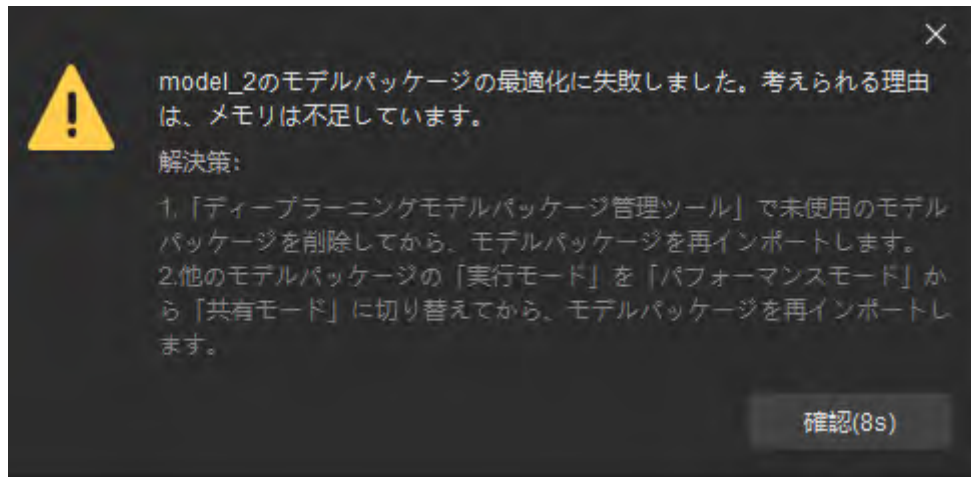 model_2のモデルパッケージの最適化に失敗しました。考えられる理由
は、メモリは不足しています。
解決策:
1.「ディープラーニングモデルパッケージ管理ツール」で未使用のモデル
パッケージを削除してから、モデルパッケージを再インポートします。
2.他のモデルパッケージの「実行モード」を「パフォーマンスモード」か
ら「共有モード」に切り替えてから、モデルパッケージを再インポートし
ます。
確認(8s)